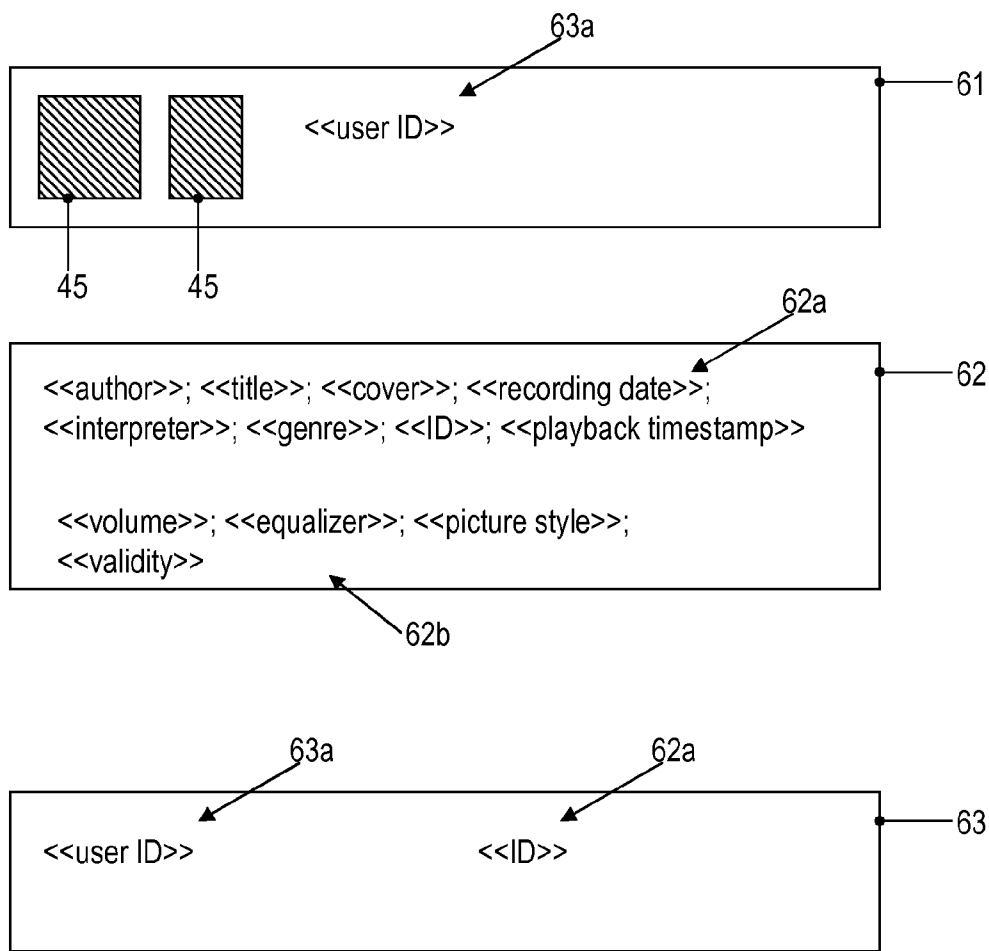 63a
61
<<user ID>>
45 45
62a
62
<<author>>; <<title>>; <<cover>>; <<recording date>>;
<<interpreter>>; <<genre>>; <<ID>>; <<playback timestamp>>
<<volume>>; <<equalizer>>; <<picture style>>;
<<validity>>
62b
63a 62a
63
<<user ID>> <<ID>>